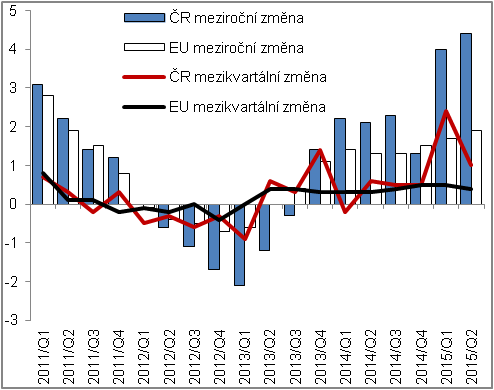 ČR meziroční změna
EU meziroční změna
ČR mezikvartální změna
EU mezikvartální změna
5
4
3
2
1
0
-1
-2
-3
2011/Q1
2011/Q2
2011/Q3
2011/Q4
2012/Q1
2012/Q2
2012/Q3
2012/Q4
2013/Q1
2013/Q2
2013/Q3
2013/Q4
2014/Q1
2014/Q2
2014/Q3
2014/Q4
2015/Q1
2015/Q2